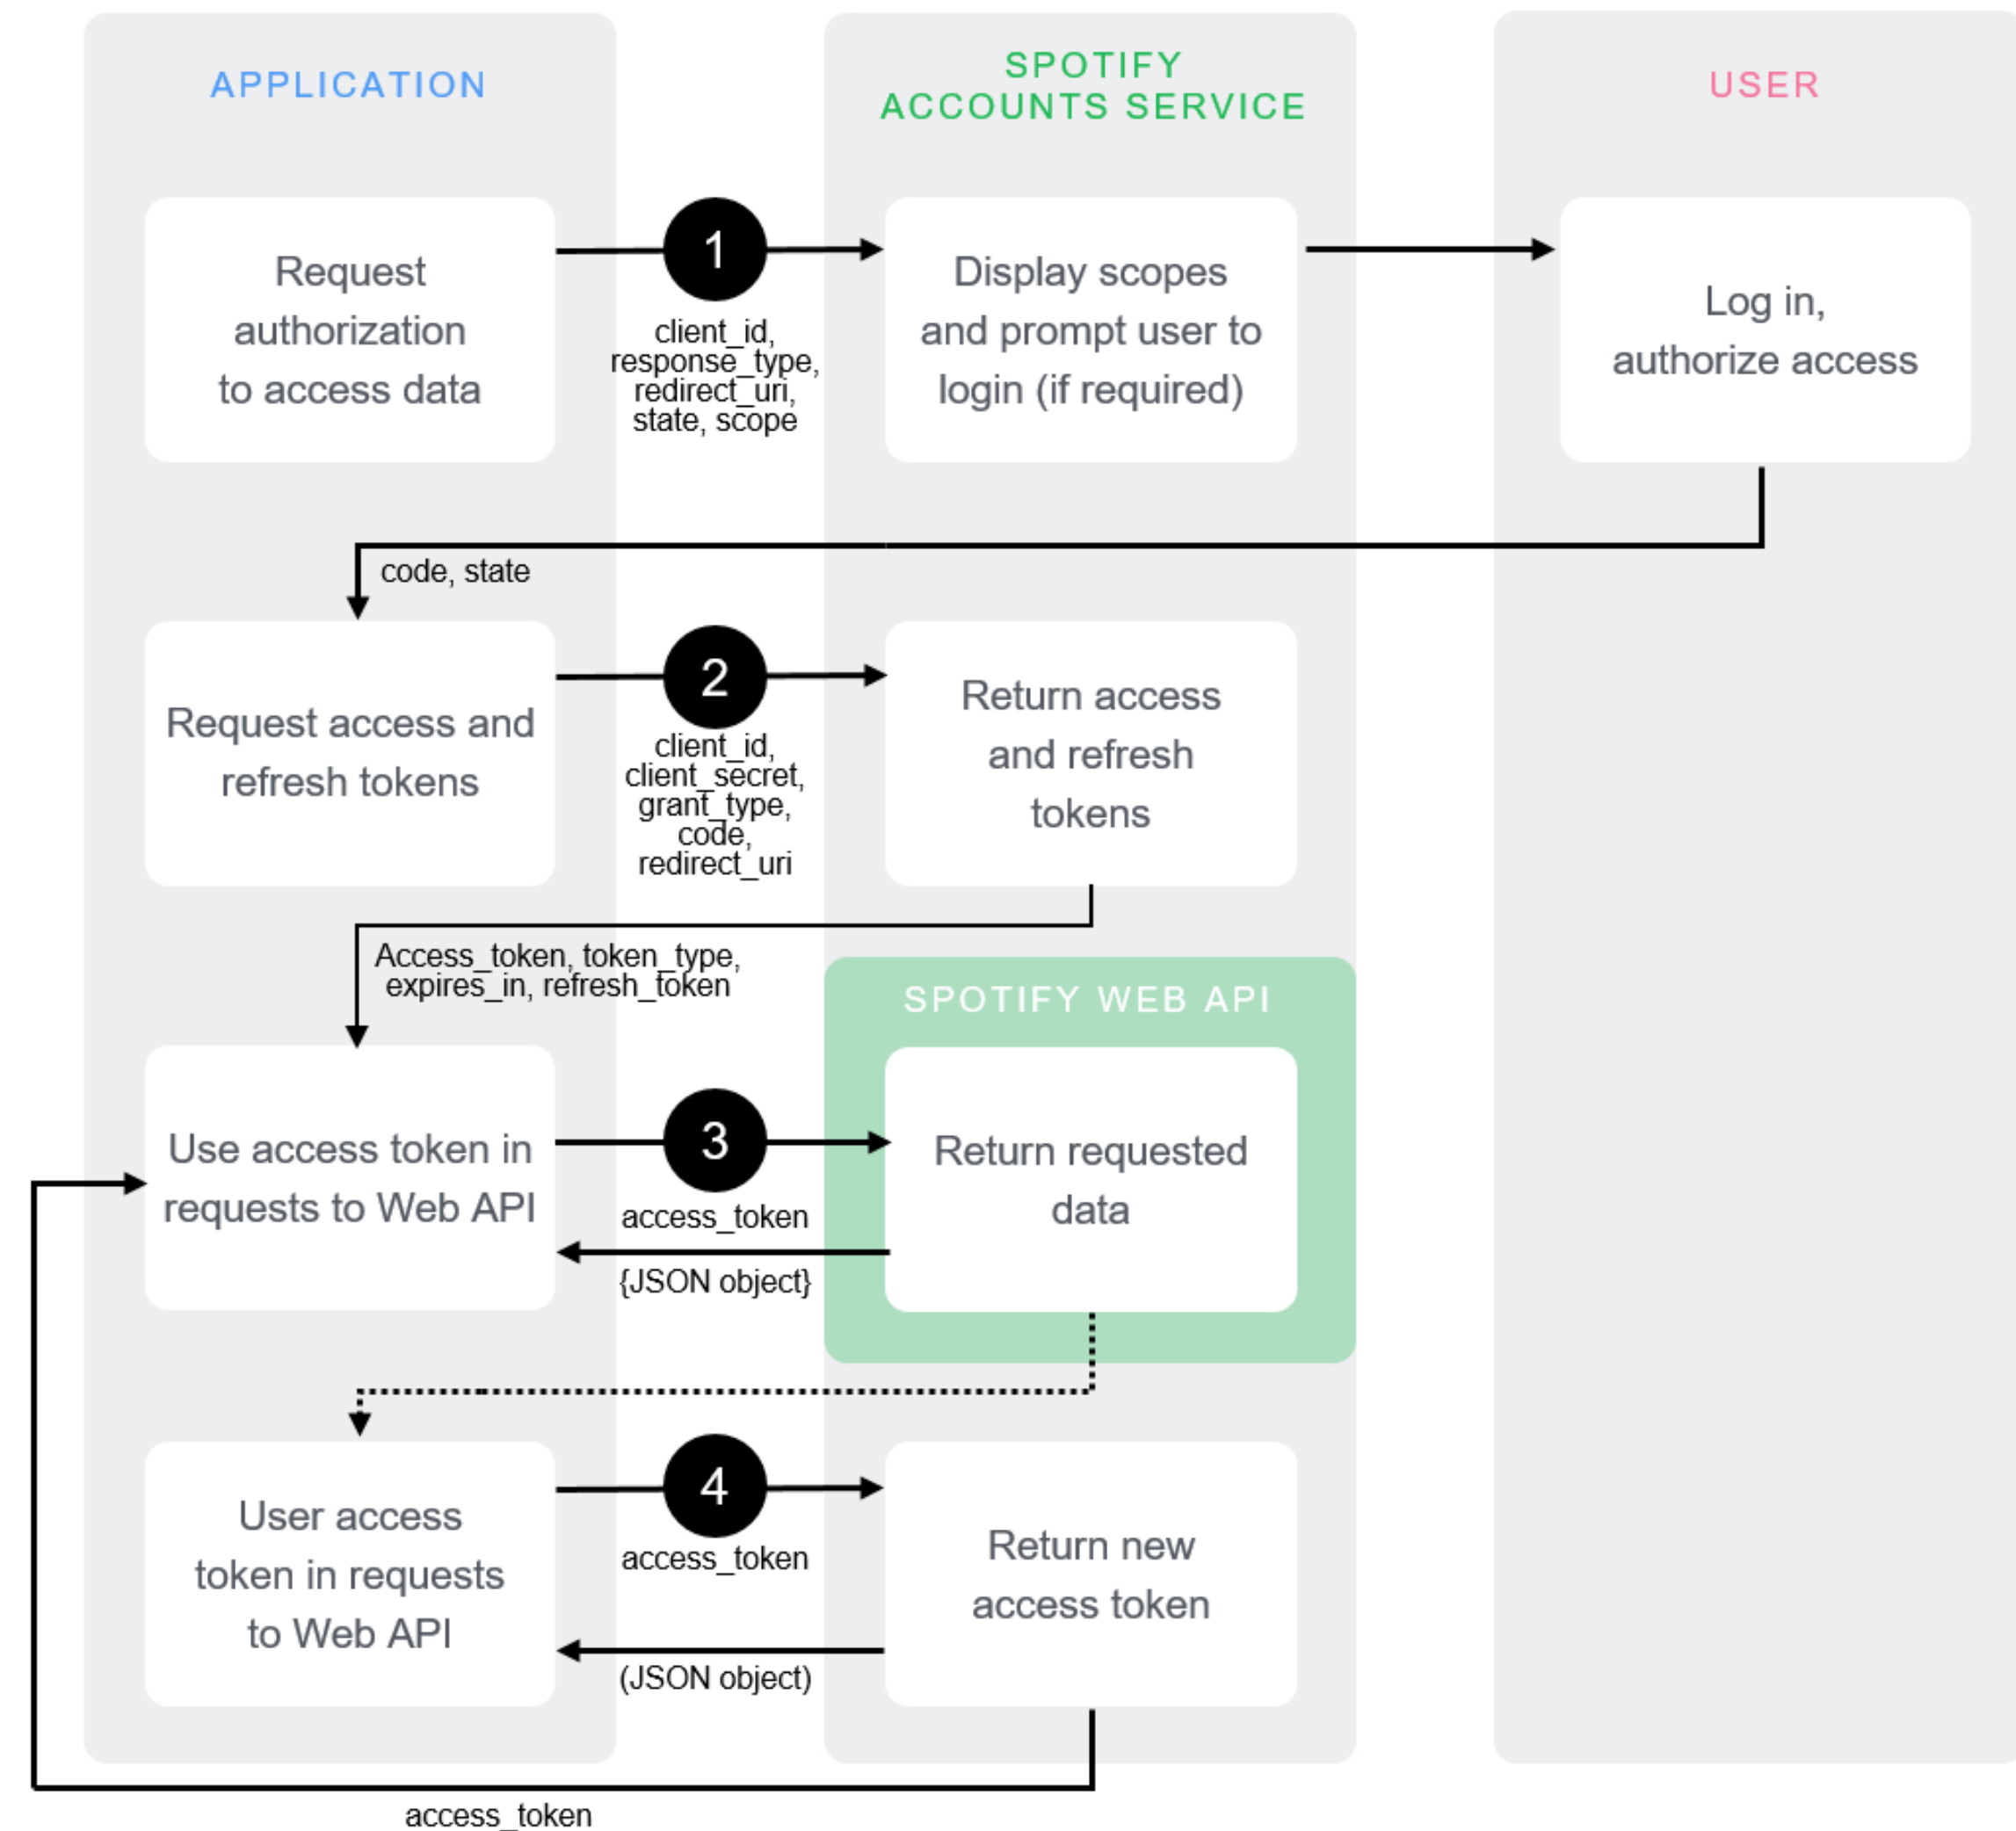 APPLICATION
SPOTIFY
ACCOUNTS SERVICE
USER
Request
authorization
to access data
1
client_id,
response_type,
redirect_uri,
state, scope
Display scopes
and prompt user to
login (if required)
Log in,
authorize access
code, state
Request access and
refresh tokens
2
client_id,
client_secret,
grant_type,
code,
redirect_uri
Return access
and refresh
tokens
Access_token, token_type,
expires_in, refresh_token
SPOTIFY WEB API
Use access token in
requests to Web API
3
access_token
{JSON object}
Return requested
data
User access
token in requests
to Web API
4
access_token
(JSON object)
Return new
access token
access_token